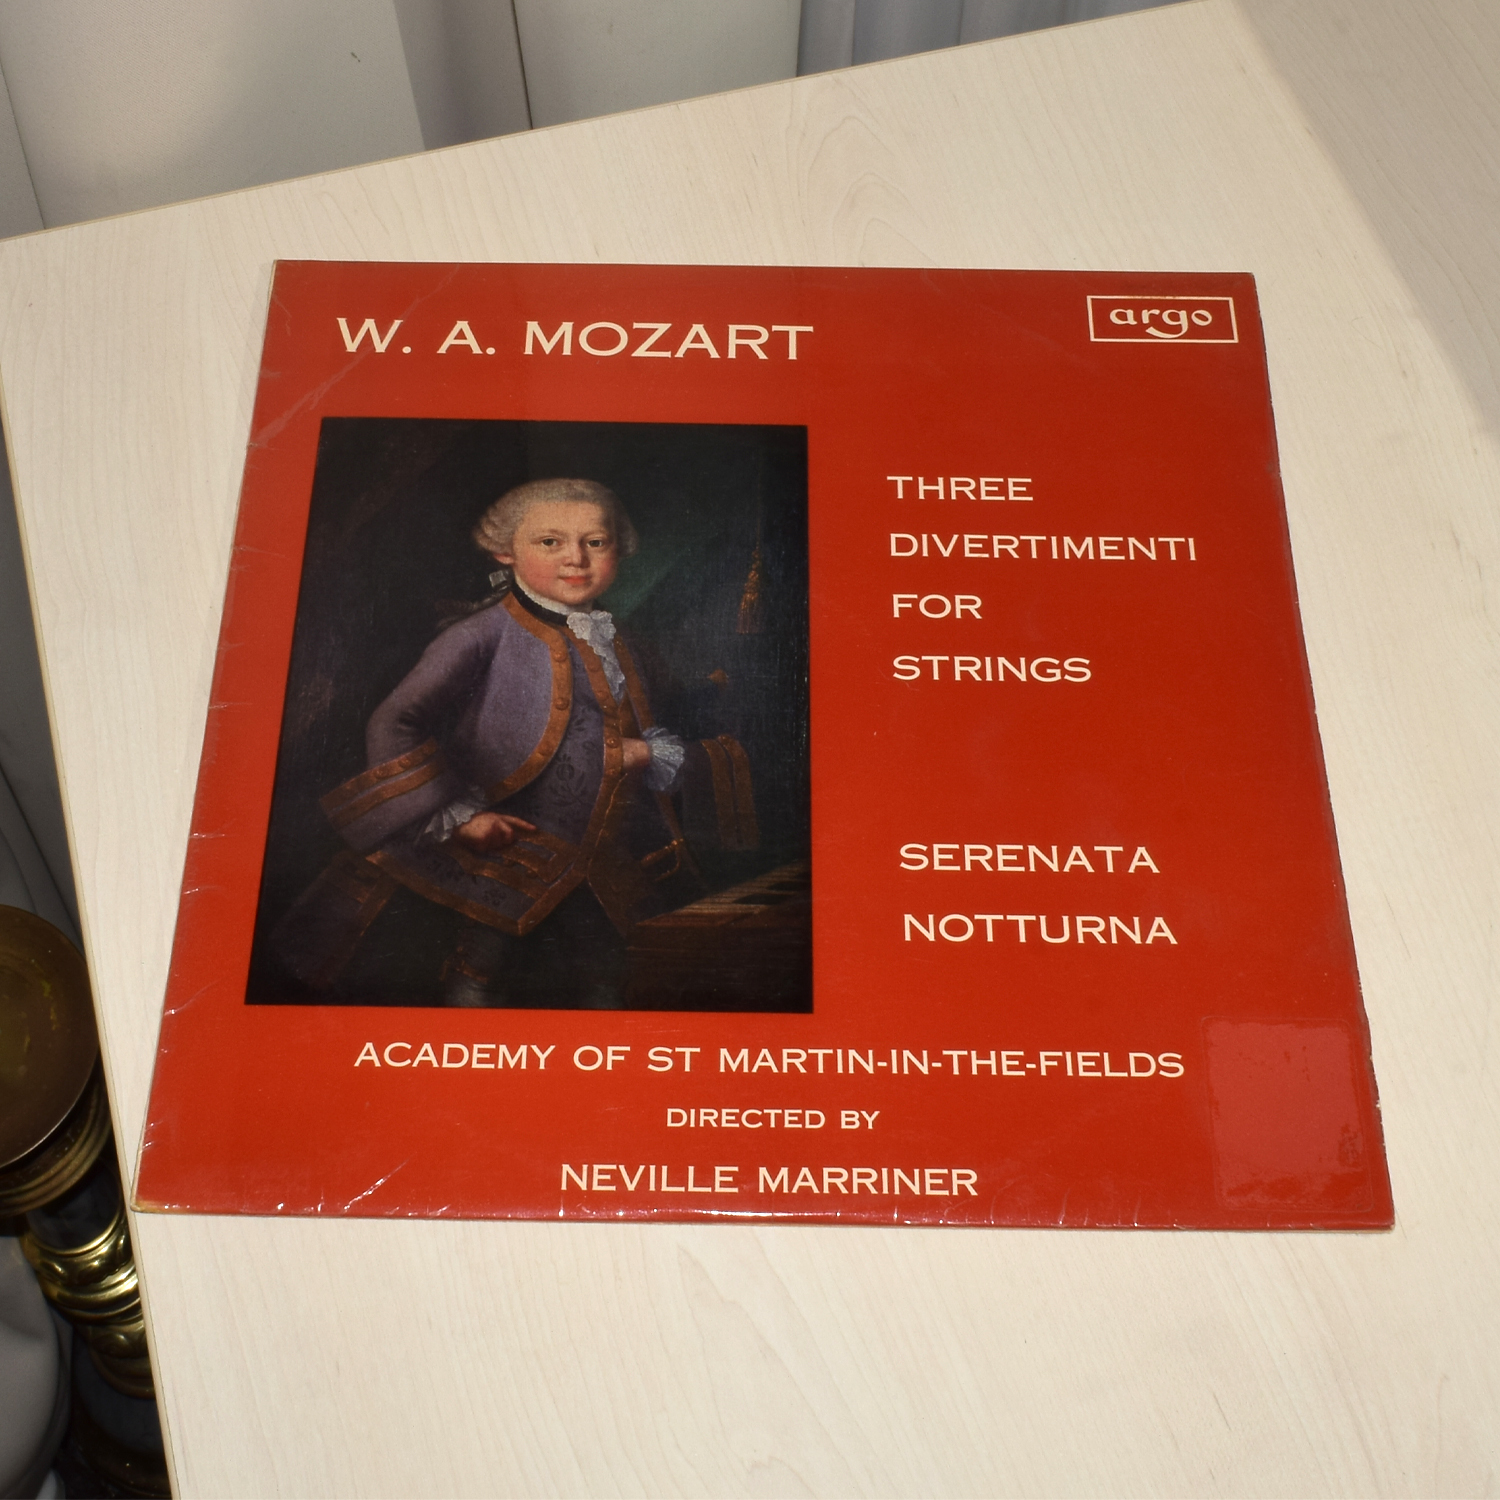 W. A. MOZART
argo
THREE
DIVERTIMENTI
FOR
STRINGS
SERENATA
NOTTURNA
ACADEMY OF ST MARTIN-IN-THE-FIELDS
DIRECTED BY
NEVILLE MARRINER